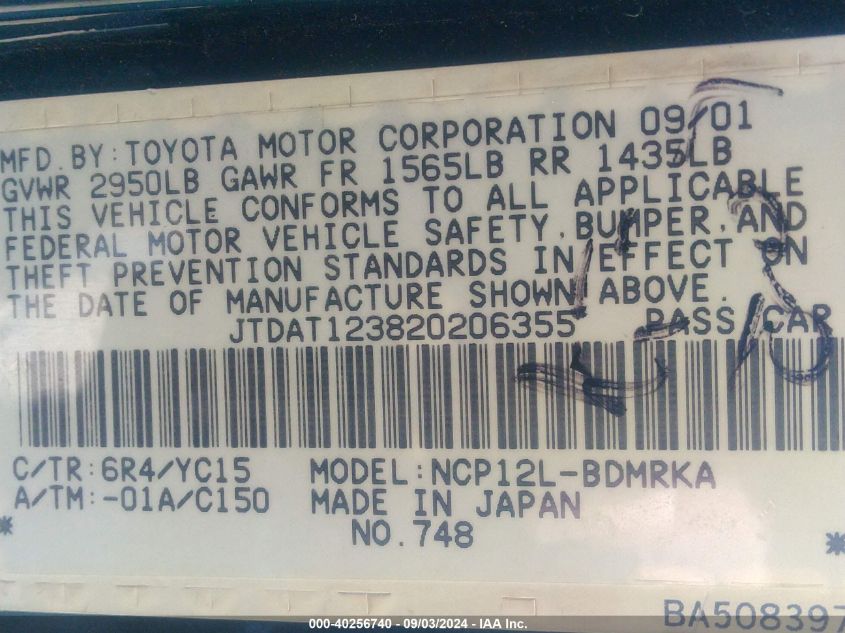 MFD. BY: TOYOTA MOTOR CORPORATION 09/01
GVWR 2950LB GAWR FR 1565LB RR 1435LB
THIS VEHICLE CONFORMS TO ALL APPLICABLE
FEDERAL MOTOR VEHICLE SAFETY, BUMPER, AND
THEFT PREVENTION STANDARDS IN EFFECT ON
THE DATE OF MANUFACTURE SHOWN ABOVE.
JTDAT123820206355 PASS CAR
C/TR: 6R4/YC15 MODEL: NCP12L-BDMRKA
A/TM: -01A/C150 MADE IN JAPAN
* NO. 748 *
BA508397
000-40256740 - 09/03/2024 - IAA Inc.